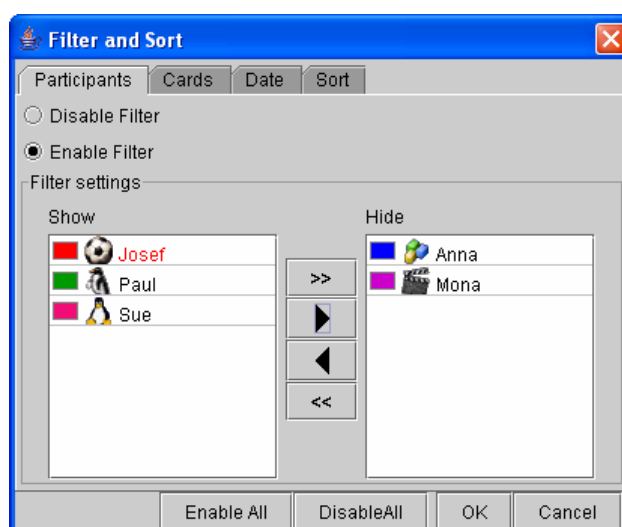 Filter and Sort
Participants Cards Date Sort
Disable Filter
Enable Filter
Filter settings
Show Hide
Josef Anna
Paul >> Mona
Sue
<<
Enable All DisableAll OK Cancel